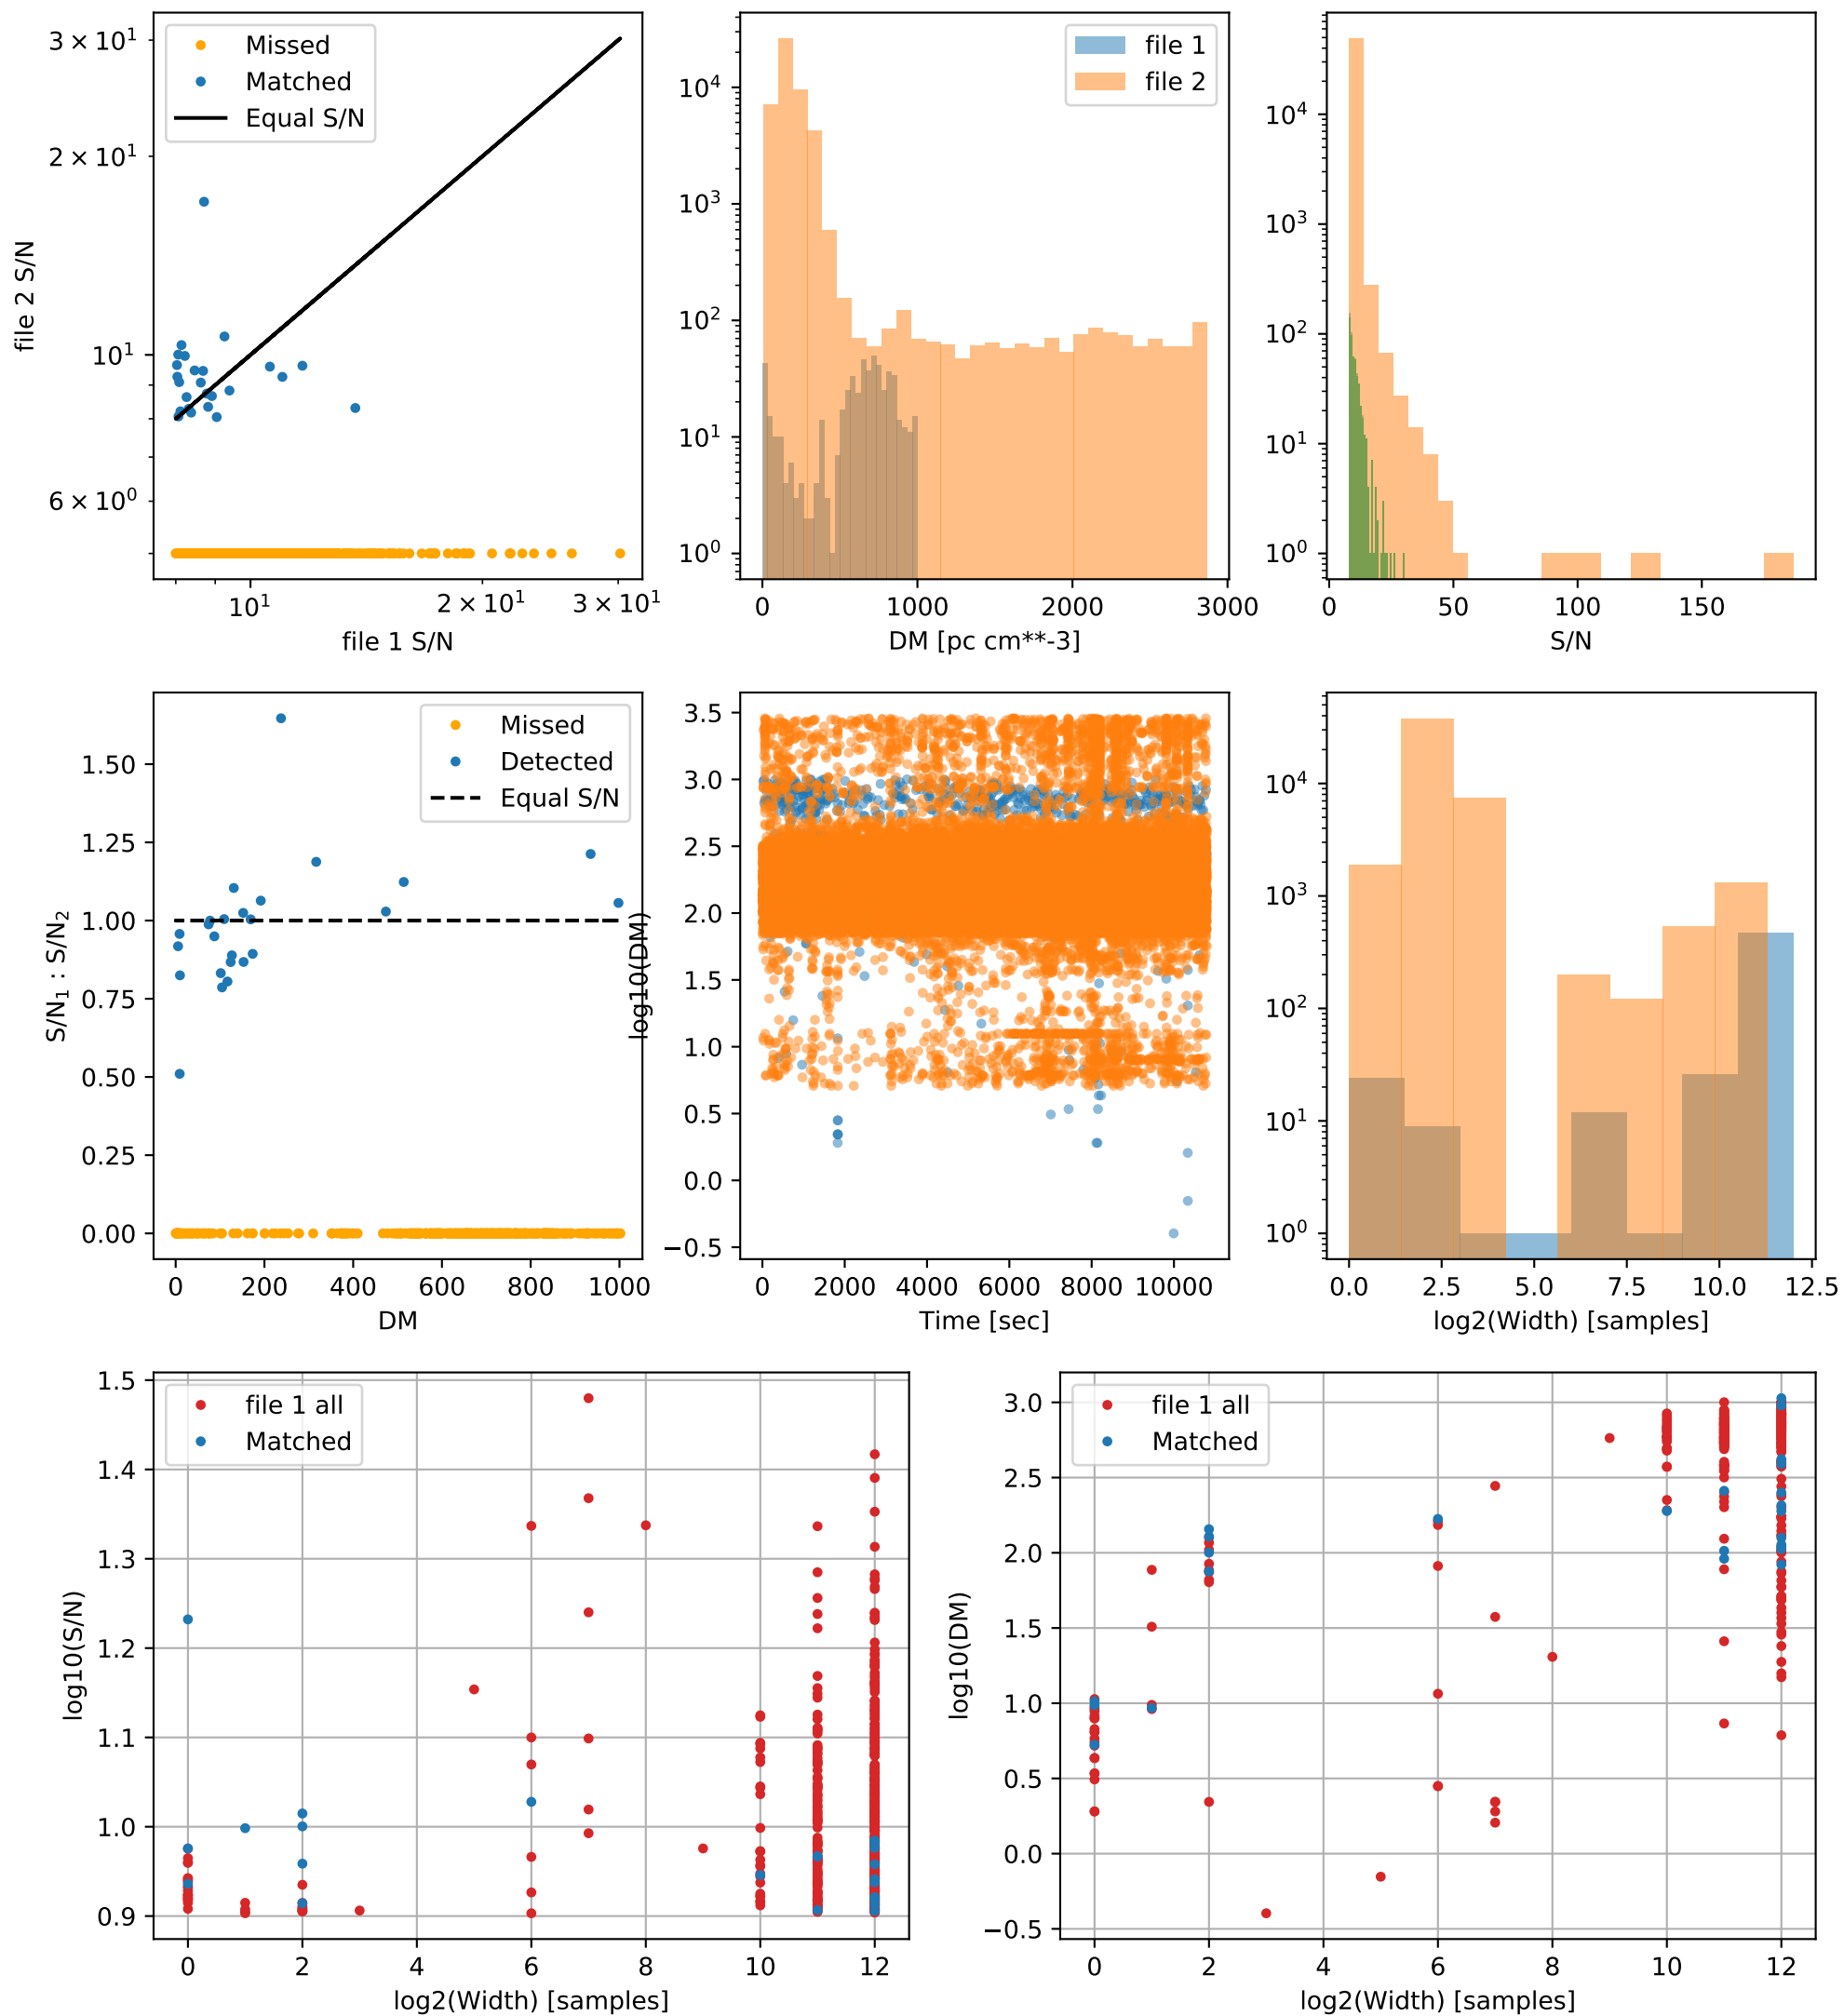 Missed
Matched
Equal S/N
3 × 10¹
2 × 10¹
10¹
6 × 10⁰
file 2 S/N
10¹
2 × 10¹
3 × 10¹
file 1 S/N
file 1
file 2
10⁴
10³
10²
10¹
10⁰
0
1000
2000
3000
DM [pc cm**-3]
10⁴
10³
10²
10¹
10⁰
0
50
100
150
S/N
Missed
Detected
Equal S/N
1.50
1.25
1.00
0.75
0.50
0.25
0.00
S/N₁ : S/N₂
0
200
400
600
800
1000
DM
3.5
3.0
2.5
2.0
1.5
1.0
0.5
0.0
−0.5
log10(DM)
0
2000
4000
6000
8000
10000
Time [sec]
10⁴
10³
10²
10¹
10⁰
0.0
2.5
5.0
7.5
10.0
12.5
log2(Width) [samples]
file 1 all
Matched
1.5
1.4
1.3
1.2
1.1
1.0
0.9
log10(S/N)
0
2
4
6
8
10
12
log2(Width) [samples]
file 1 all
Matched
3.0
2.5
2.0
1.5
1.0
0.5
0.0
−0.5
log10(DM)
0
2
4
6
8
10
12
log2(Width) [samples]